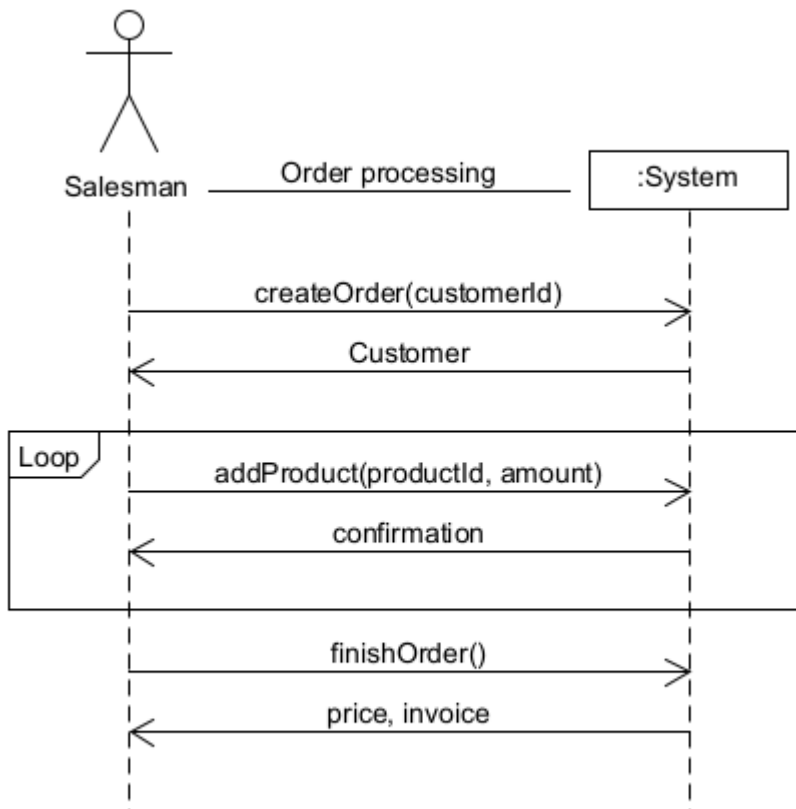 Salesman
Order processing
:System
createOrder(customerId)
Customer
Loop
addProduct(productId, amount)
confirmation
finishOrder()
price, invoice